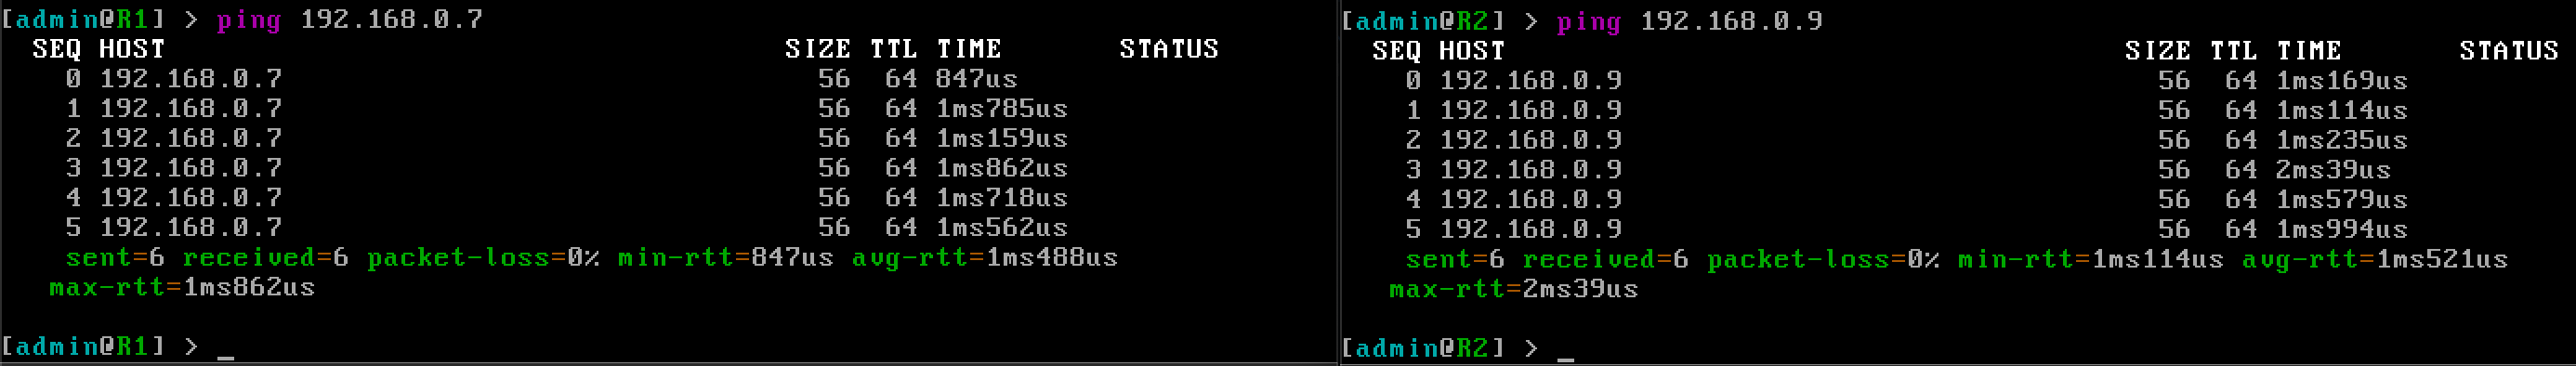 [admin@R1] > ping 192.168.0.7
SEQ HOST SIZE TTL TIME STATUS
0 192.168.0.7 56 64 847us
1 192.168.0.7 56 64 1ms785us
2 192.168.0.7 56 64 1ms159us
3 192.168.0.7 56 64 1ms862us
4 192.168.0.7 56 64 1ms718us
5 192.168.0.7 56 64 1ms562us
sent=6 received=6 packet-loss=0% min-rtt=847us avg-rtt=1ms488us
max-rtt=1ms862us
[admin@R1] > _
[admin@R2] > ping 192.168.0.9
SEQ HOST SIZE TTL TIME STATUS
0 192.168.0.9 56 64 1ms169us
1 192.168.0.9 56 64 1ms114us
2 192.168.0.9 56 64 1ms235us
3 192.168.0.9 56 64 2ms39us
4 192.168.0.9 56 64 1ms579us
5 192.168.0.9 56 64 1ms994us
sent=6 received=6 packet-loss=0% min-rtt=1ms114us avg-rtt=1ms521us
max-rtt=2ms39us
[admin@R2] > _